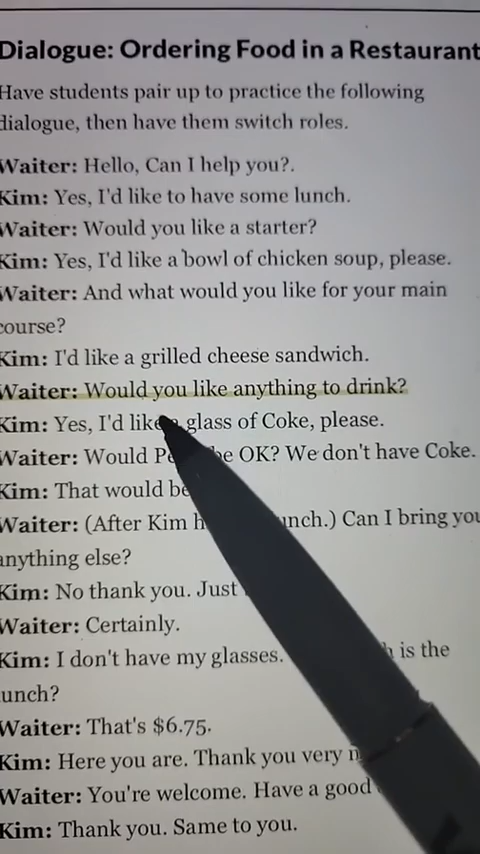 Dialogue: Ordering Food in a Restaurant
Have students pair up to practice the following
dialogue, then have them switch roles.
Waiter: Hello, Can I help you?.
Kim: Yes, I'd like to have some lunch.
Waiter: Would you like a starter?
Kim: Yes, I'd like a bowl of chicken soup, please.
Waiter: And what would you like for your main
course?
Kim: I'd like a grilled cheese sandwich.
Waiter: Would you like anything to drink?
Kim: Yes, I'd like glass of Coke, please.
Waiter: Would be OK? We don't have Coke.
Kim: That would be
Waiter: (After Kim Can I bring you
anything else?
Kim: No thank you. Just
Waiter: Certainly.
Kim: I don't have my glasses. is the
lunch?
Waiter: That's $6.75.
Kim: Here you are. Thank you very
Waiter: You're welcome. Have a good
Kim: Thank you. Same to you.